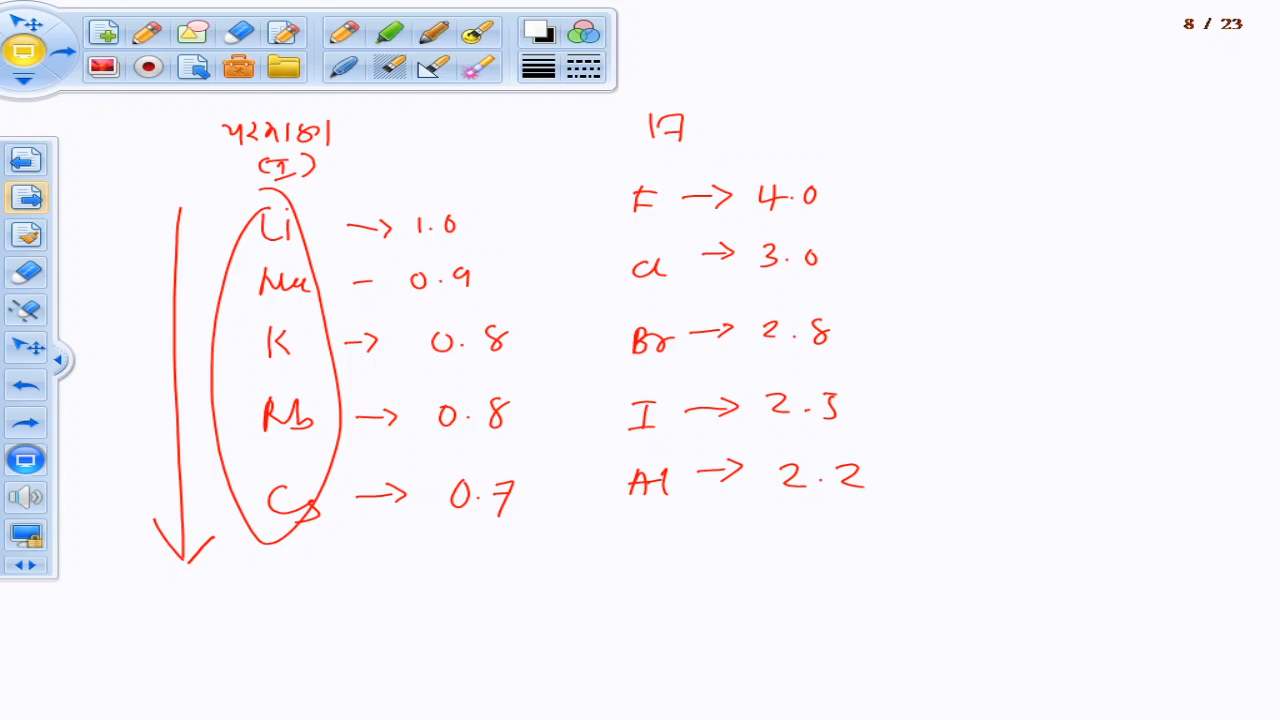 8 / 23
પરમાણુ
(I)
Li → 1.0
Na - 0.9
K → 0.8
Rb → 0.8
Cs → 0.7
17
F → 4.0
Cl → 3.0
Br → 2.8
I → 2.3
At → 2.2